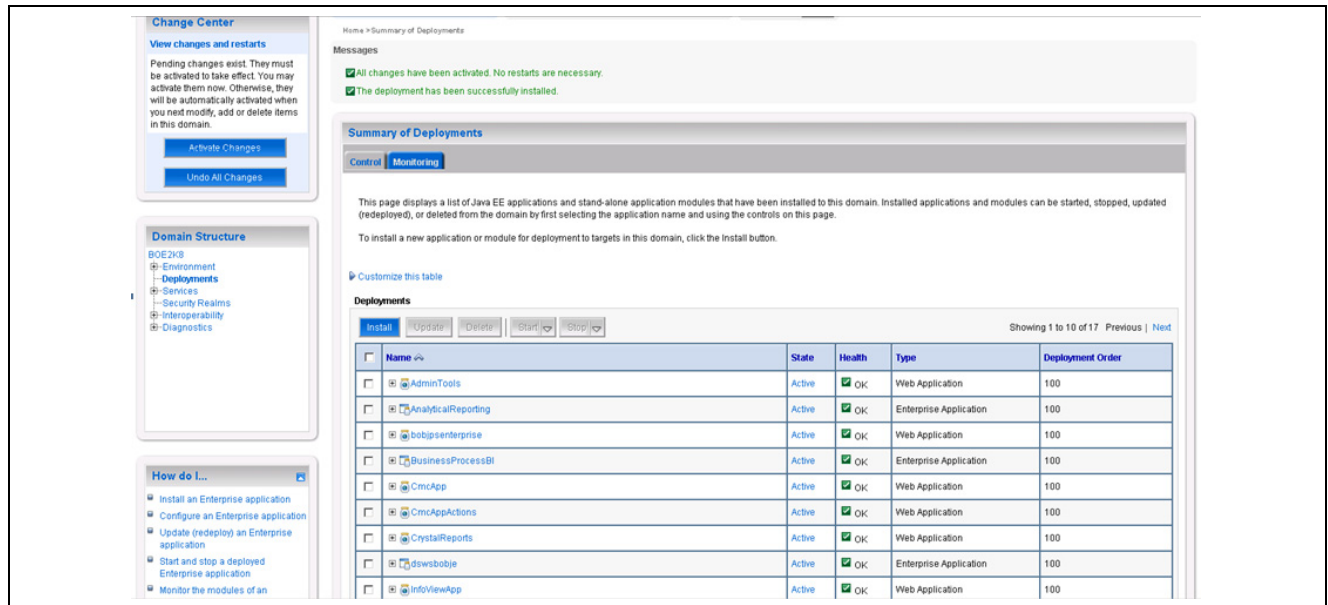 Change Center
View changes and restarts
Pending changes exist. They must
be activated to take effect. You may
activate them now. Otherwise, they
will be automatically activated when
you next modify, add or delete items
in this domain.
Activate Changes
Undo All Changes
Domain Structure
BOE2K8
Environment
Deployments
Services
Security Realms
Interoperability
Diagnostics
How do I...
Install an Enterprise application
Configure an Enterprise application
Update (redeploy) an Enterprise
application
Start and stop a deployed
Enterprise application
Monitor the modules of an
Home >Summary of Deployments
Messages
All changes have been activated. No restarts are necessary.
The deployment has been successfully installed.
Summary of Deployments
Control Monitoring
This page displays a list of Java EE applications and stand-alone application modules that have been installed to this domain. Installed applications and modules can be started, stopped, updated
(redeployed), or deleted from the domain by first selecting the application name and using the controls on this page.
To install a new application or module for deployment to targets in this domain, click the Install button.
Customize this table
Deployments
Install Update Delete Start Stop Showing 1 to 10 of 17 Previous | Next
Name State Health Type Deployment Order
AdminTools Active OK Web Application 100
AnalyticalReporting Active OK Enterprise Application 100
bobjpsenterprise Active OK Web Application 100
BusinessProcessBI Active OK Enterprise Application 100
CmcApp Active OK Web Application 100
CmcAppActions Active OK Web Application 100
CrystalReports Active OK Web Application 100
dswsbobje Active OK Enterprise Application 100
InfoViewApp Active OK Web Application 100